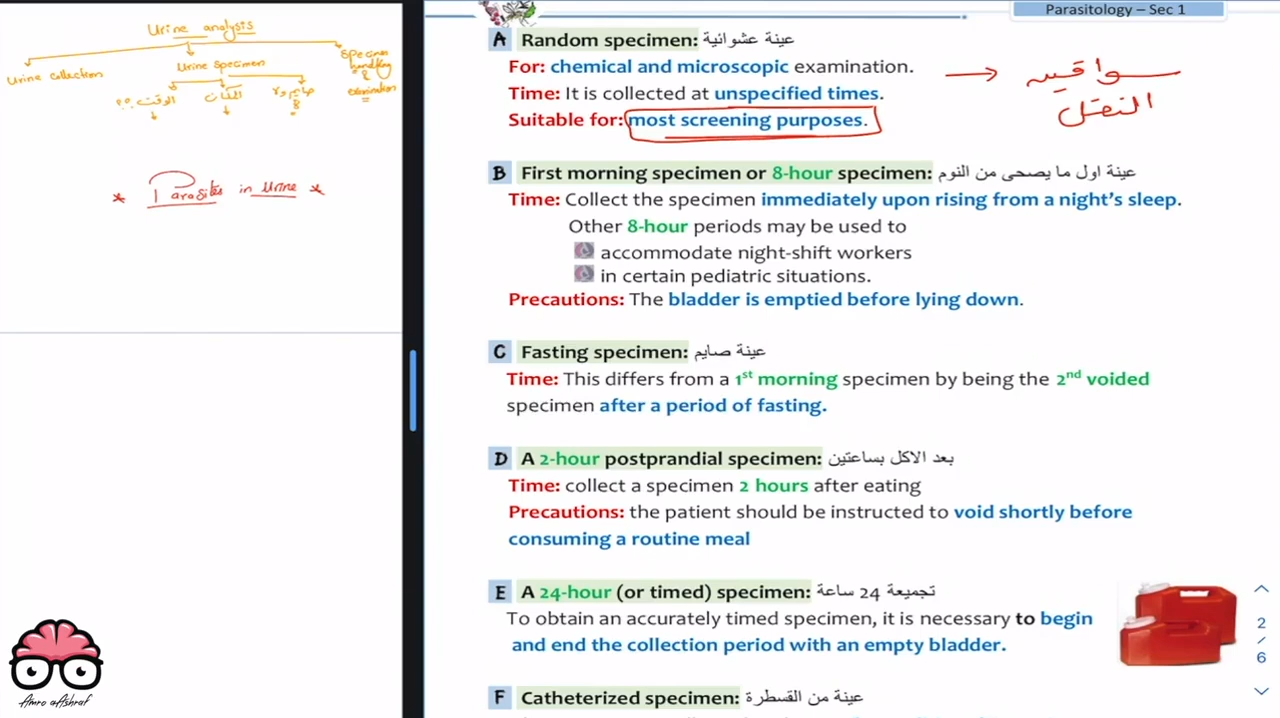 Urine analysis
Urine collection
Urine specimen
Specimen handling & examination
الوقت ؟؟
المكان
صايم ولا
* Parasites in Urine *
Amro aAshraf
Parasitology – Sec 1
A Random specimen: عينة عشوائية
For: chemical and microscopic examination.
Time: It is collected at unspecified times.
Suitable for: most screening purposes.
سواقين
النقل
B First morning specimen or 8-hour specimen: عينة اول ما يصحى من النوم
Time: Collect the specimen immediately upon rising from a night's sleep.
Other 8-hour periods may be used to
accommodate night-shift workers
in certain pediatric situations.
Precautions: The bladder is emptied before lying down.
C Fasting specimen: عينة صايم
Time: This differs from a 1st morning specimen by being the 2nd voided
specimen after a period of fasting.
D A 2-hour postprandial specimen: بعد الاكل بساعتين
Time: collect a specimen 2 hours after eating
Precautions: the patient should be instructed to void shortly before
consuming a routine meal
E A 24-hour (or timed) specimen: تجميعة 24 ساعة
To obtain an accurately timed specimen, it is necessary to begin
and end the collection period with an empty bladder.
F Catheterized specimen: عينة من القسطرة
2
/
6